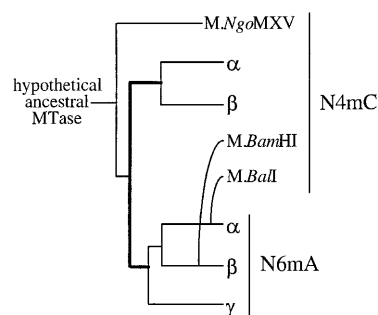 M.NgoMXV
α
hypothetical
ancestral
MTase
β
N4mC
M.BamHI
M.BalI
α
β
N6mA
γ